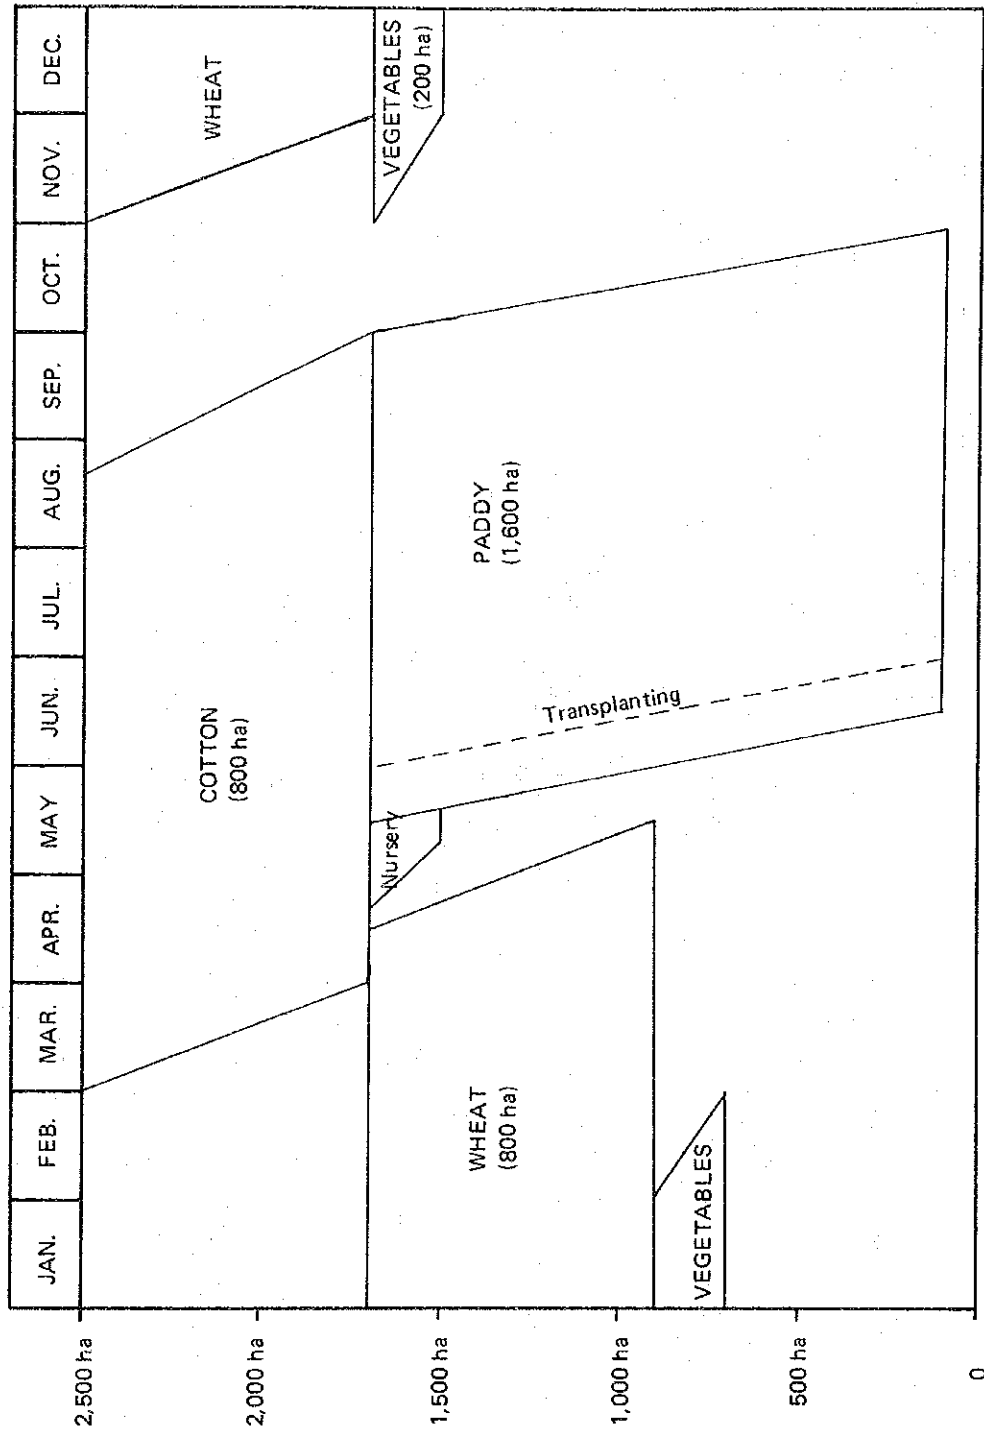 JAN.
FEB.
MAR.
APR.
MAY
JUN.
JUL.
AUG.
SEP.
OCT.
NOV.
DEC.
2,500 ha
2,000 ha
1,500 ha
1,000 ha
500 ha
0
COTTON
(800 ha)
WHEAT
VEGETABLES
(200 ha)
Nursery
Transplanting
PADDY
(1,600 ha)
WHEAT
(800 ha)
VEGETABLES